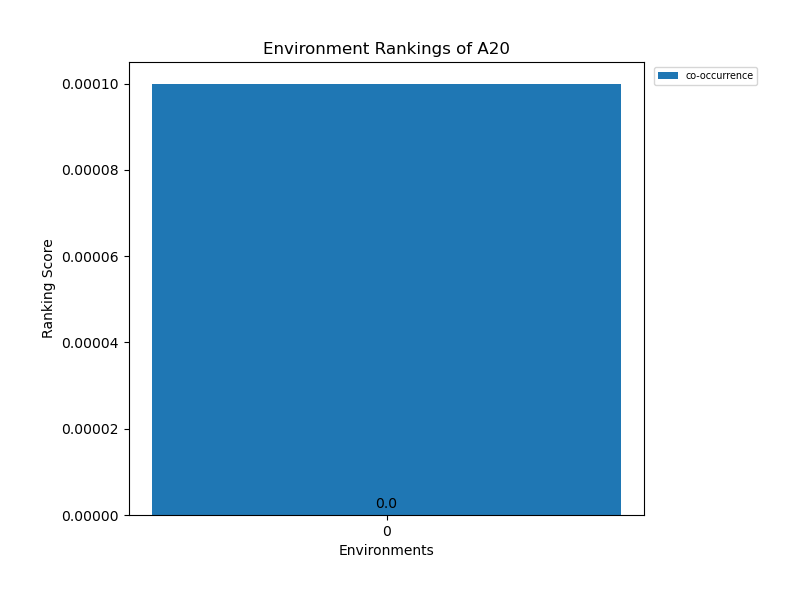 Environment Rankings of A20
co-occurrence
0.00010
0.00008
0.00006
0.00004
0.00002
0.00000
Ranking Score
0.0
0
Environments